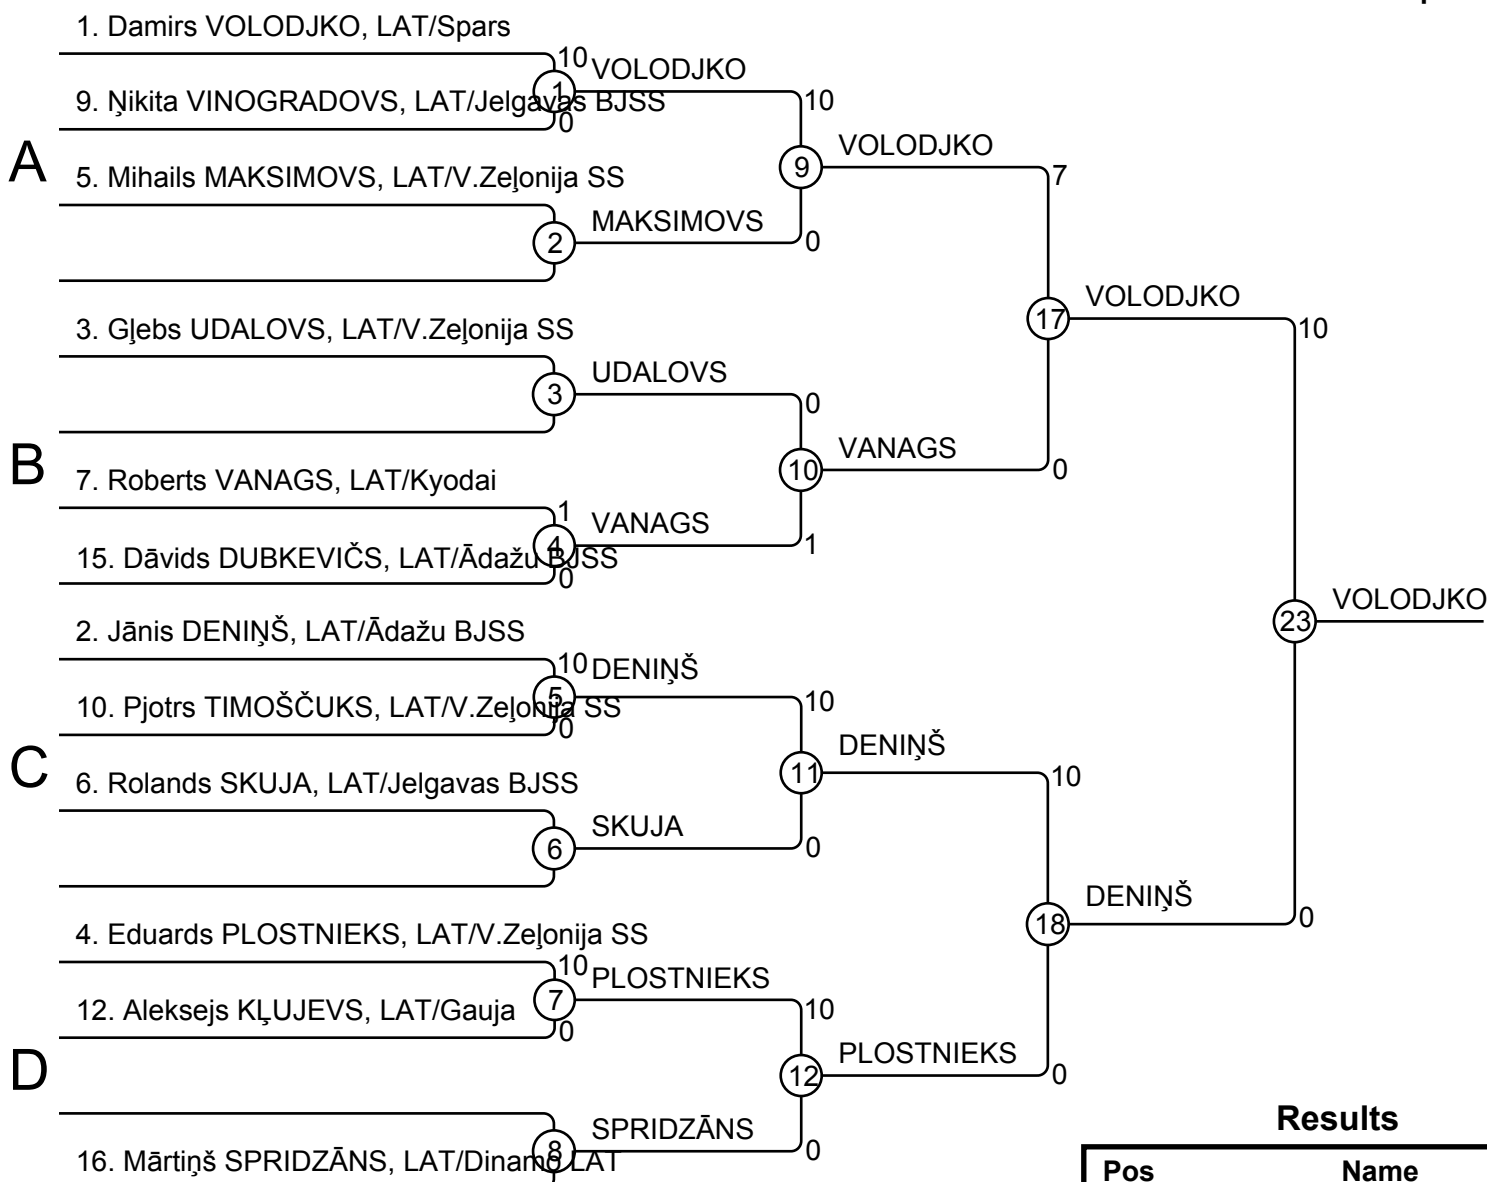 1. Damirs VOLODJKO, LAT/Spars
10
VOLODJKO
1
9. Ņikita VINOGRADOVS, LAT/Jelgavas BJSS
0
10
VOLODJKO
9
7
A
5. Mihails MAKSIMOVS, LAT/V.Zeļonija SS
MAKSIMOVS
2
0
VOLODJKO
17
10
3. Gļebs UDALOVS, LAT/V.Zeļonija SS
UDALOVS
3
0
VANAGS
10
0
B
7. Roberts VANAGS, LAT/Kyodai
1
VANAGS
4
1
15. Dāvids DUBKEVIČS, LAT/Ādažu BJSS
0
VOLODJKO
23
2. Jānis DENIŅŠ, LAT/Ādažu BJSS
10
DENIŅŠ
5
10
10. Pjotrs TIMOŠČUKS, LAT/V.Zeļonija SS
0
DENIŅŠ
11
10
C
6. Rolands SKUJA, LAT/Jelgavas BJSS
SKUJA
6
0
DENIŅŠ
18
0
4. Eduards PLOSTNIEKS, LAT/V.Zeļonija SS
10
PLOSTNIEKS
7
10
12. Aleksejs KĻUJEVS, LAT/Gauja
0
PLOSTNIEKS
12
0
D
SPRIDZĀNS
8
0
16. Mārtiņš SPRIDZĀNS, LAT/Dinamo LAT
Results
Pos Name